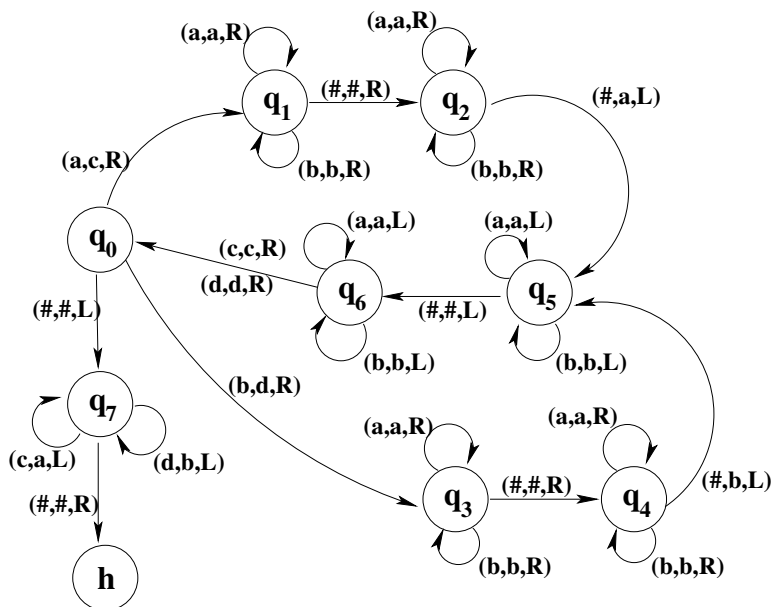 (a,a,R) (a,a,R)
q1 (#,#,R) q2 (#,a,L)
(a,c,R) (b,b,R) (b,b,R)
(a,a,L) (a,a,L)
q0 (c,c,R)
(d,d,R) q6 q5
(#,#,L) (#,#,L)
(b,b,L) (b,b,L)
(b,d,R)
q7
(a,a,R) (a,a,R)
(c,a,L) (d,b,L)
(#,#,R) q3 (#,#,R) q4 (#,b,L)
h (b,b,R) (b,b,R)